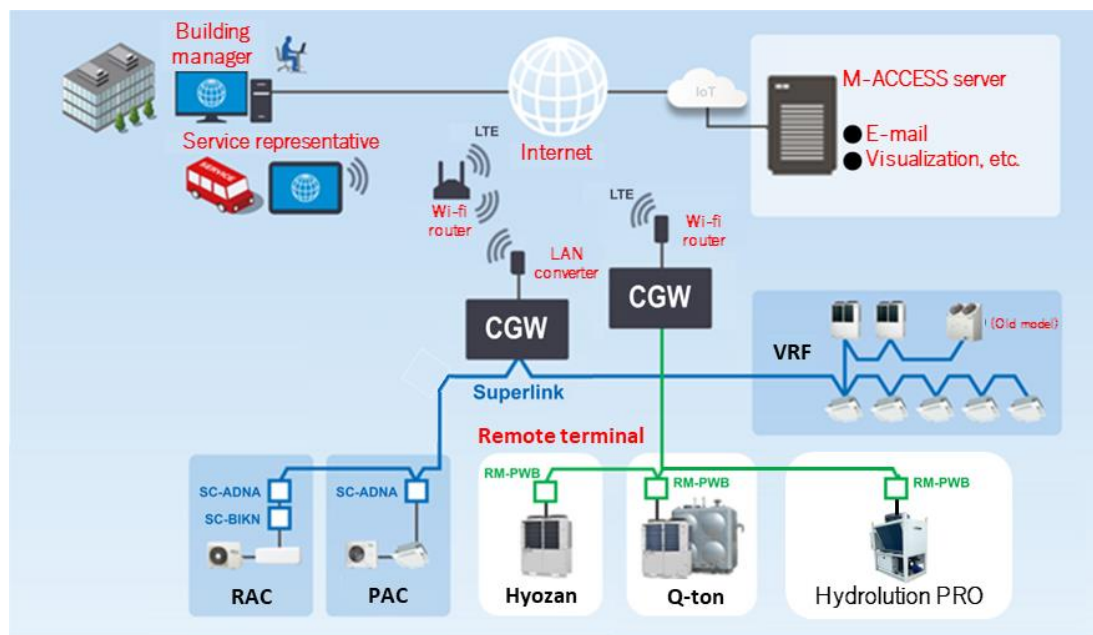 Building
manager
IoT
M-ACCESS server
● E-mail
● Visualization, etc.
Service representative
SERVICE
LTE
Internet
Wi-fi
router
LTE
Wi-fi
router
LAN
converter
CGW
CGW
(Old model)
VRF
Superlink
Remote terminal
SC-ADNA
SC-BIKN
SC-ADNA
RM-PWB
RM-PWB
RM-PWB
RAC
PAC
Hyozan
Q-ton
Hydrolution PRO